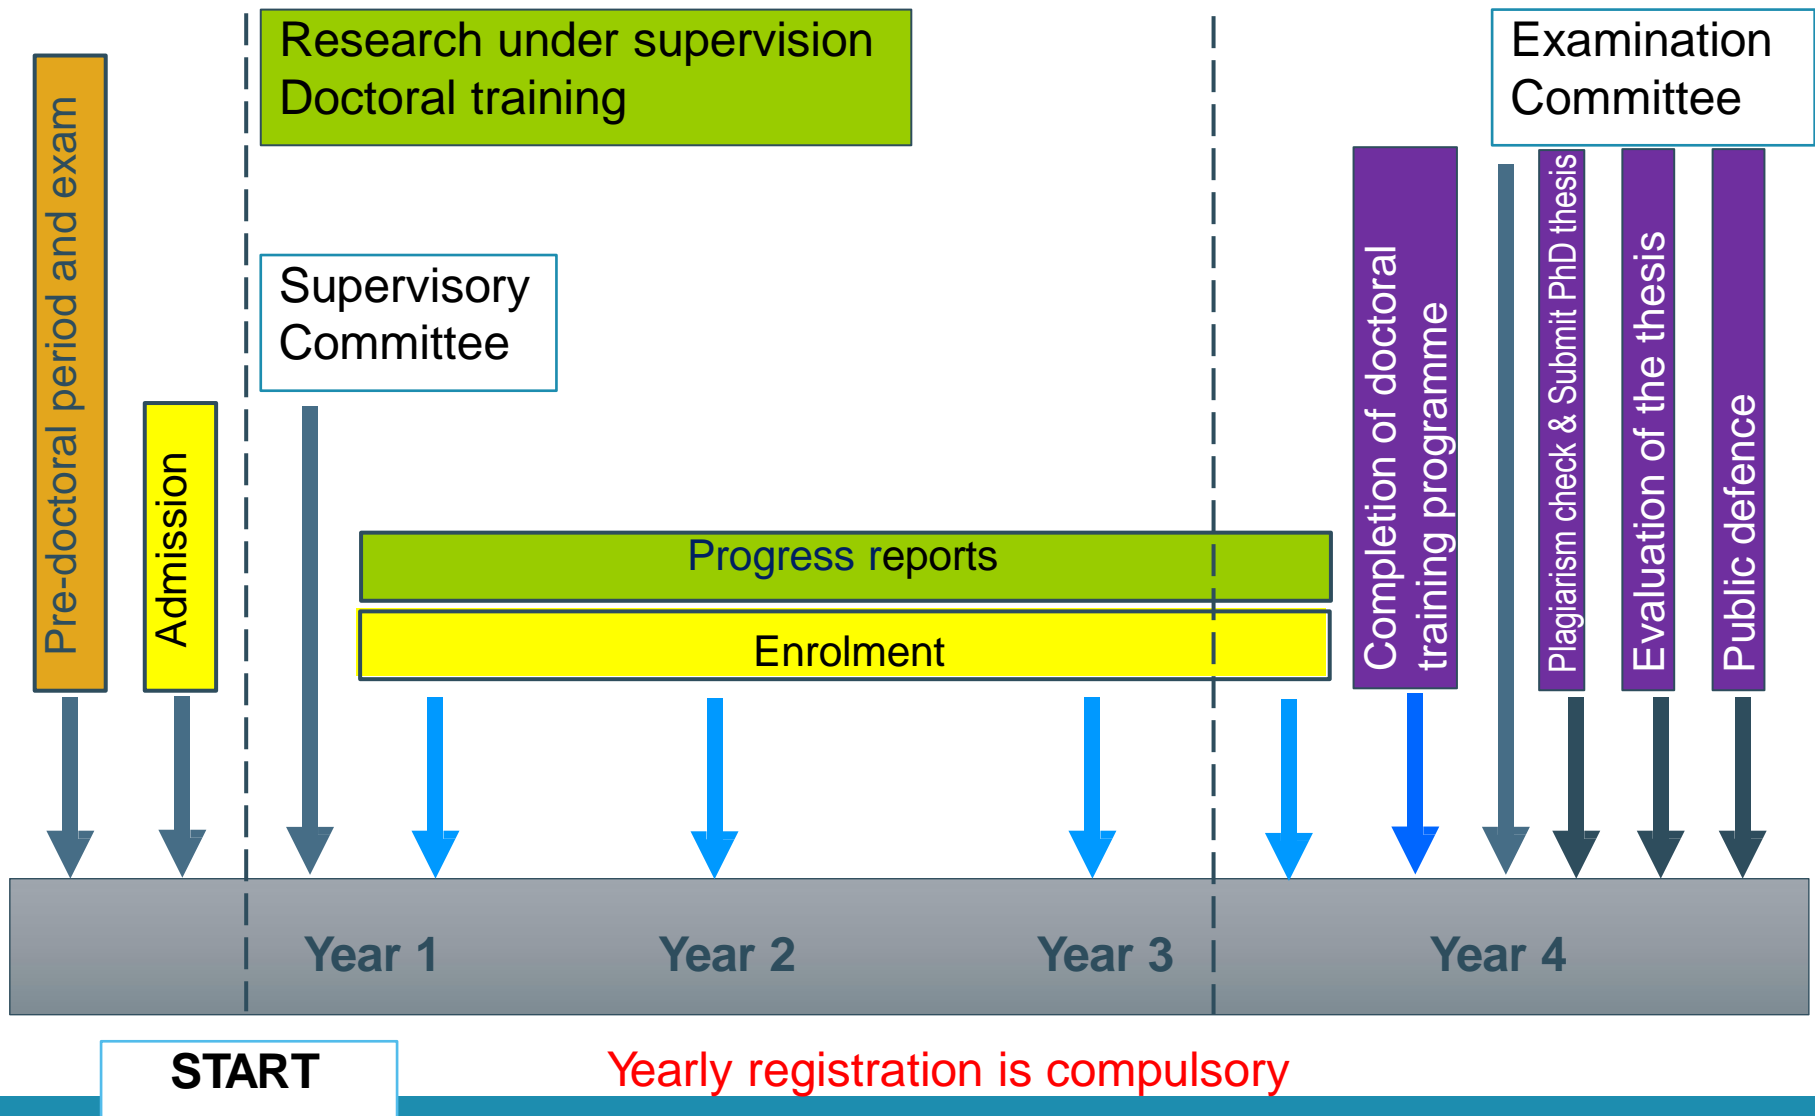 Research under supervision
Doctoral training
Examination
Committee
Pre-doctoral period and exam
Admission
Supervisory
Committee
Progress reports
Enrolment
Completion of doctoral
training programme
Plagiarism check & Submit PhD thesis
Evaluation of the thesis
Public defence
Year 1
Year 2
Year 3
Year 4
START
Yearly registration is compulsory